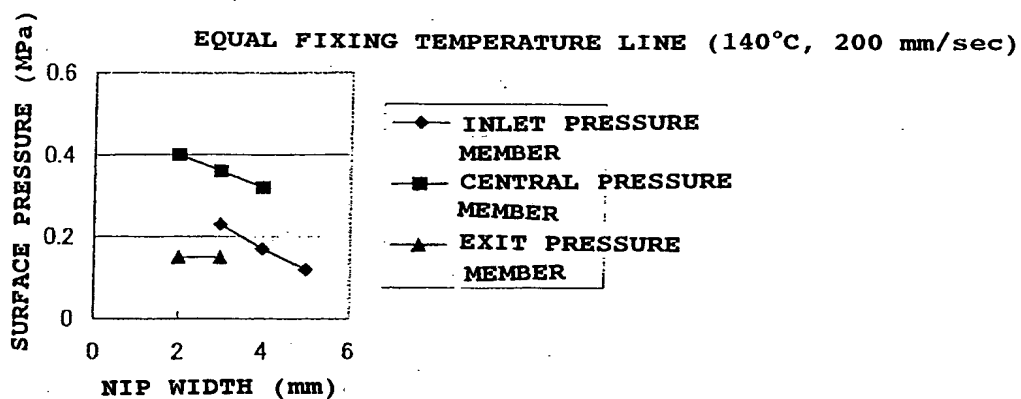 EQUAL FIXING TEMPERATURE LINE (140°C, 200 mm/sec)
SURFACE PRESSURE (MPa)
0.6
0.4
0.2
0
0 2 4 6
NIP WIDTH (mm)
INLET PRESSURE
MEMBER
CENTRAL PRESSURE
MEMBER
EXIT PRESSURE
MEMBER